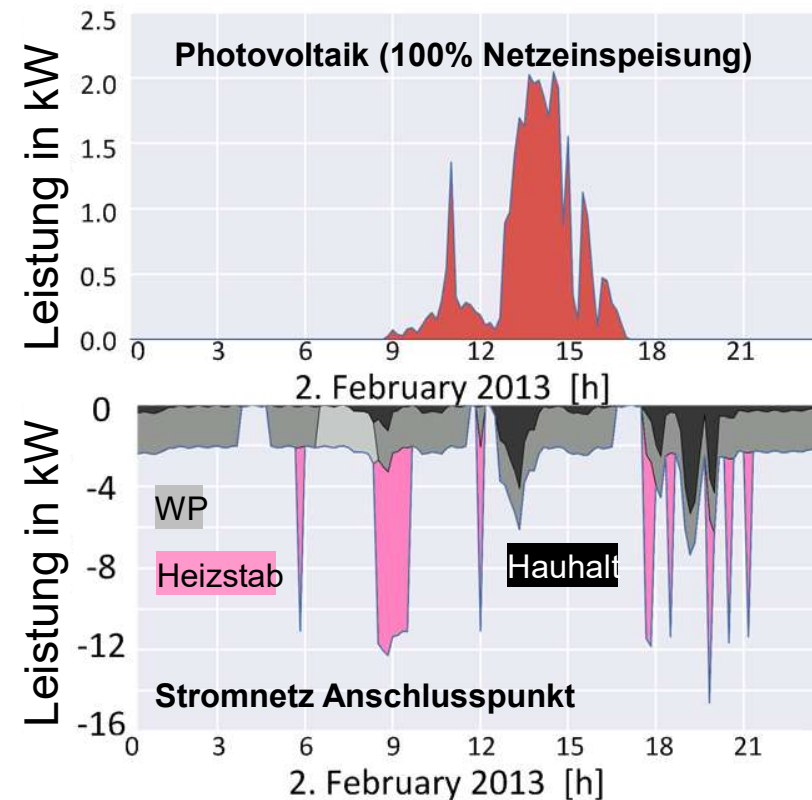 Photovoltaik (100% Netzeinspeisung)
Leistung in kW
2.5
2.0
1.5
1.0
0.5
0.0
0 3 6 9 12 15 18 21
2. February 2013 [h]
Leistung in kW
0
-4
-8
-12
-16
WP
Heizstab
Hauhalt
Stromnetz Anschlusspunkt
0 3 6 9 12 15 18 21
2. February 2013 [h]